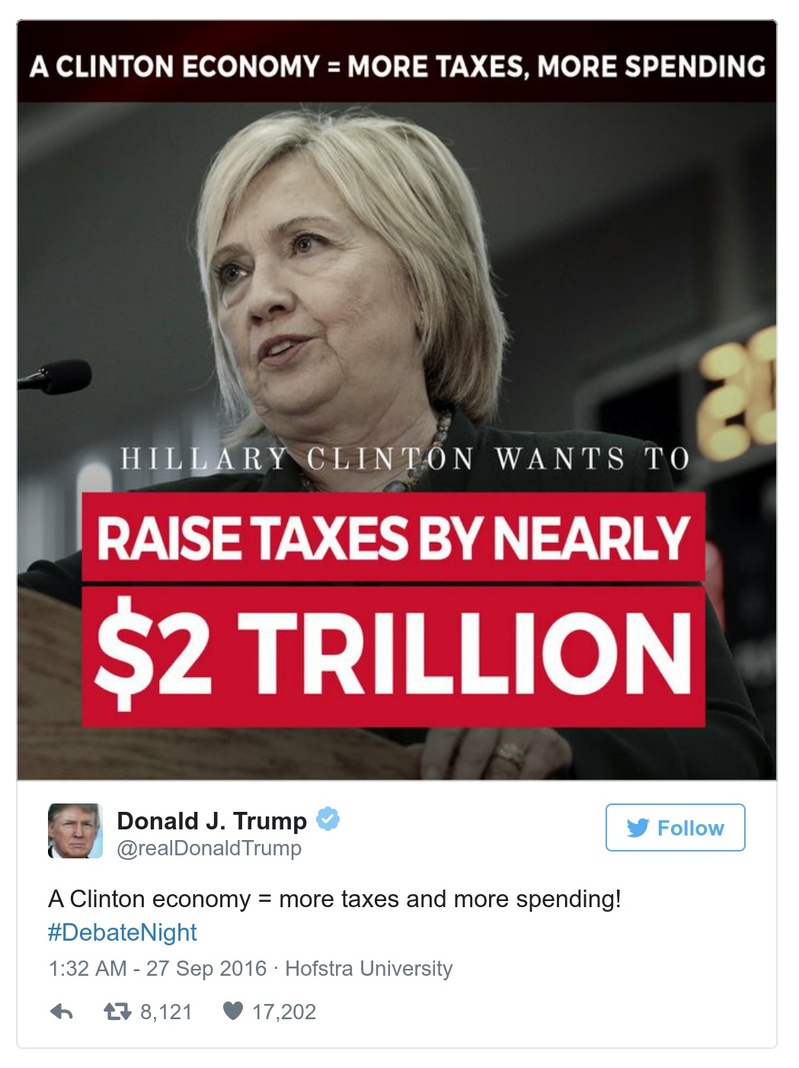 A CLINTON ECONOMY = MORE TAXES, MORE SPENDING
HILLARY CLINTON WANTS TO
RAISE TAXES BY NEARLY
$2 TRILLION
Donald J. Trump
Follow
@realDonaldTrump
A Clinton economy = more taxes and more spending!
#DebateNight
1:32 AM - 27 Sep 2016 · Hofstra University
8,121 17,202